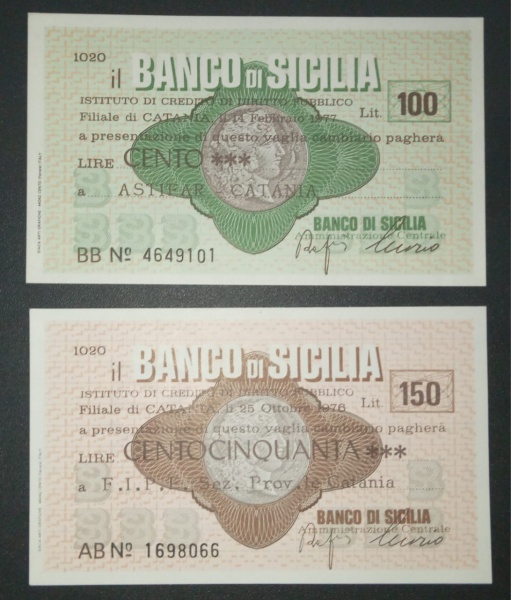 1020
il BANCO DI SICILIA
ISTITUTO DI CREDITO DI DIRITTO PUBBLICO
Lit. 100
Filiale di CATANIA, li 14 Febbraio 1977
a presentazione di questo vaglia cambiario pagherà
LIRE CENTO ***
a ASTIFAR CATANIA
BANCO DI SICILIA
Amministrazione Centrale
BB Nº 4649101
1020
il BANCO DI SICILIA
ISTITUTO DI CREDITO DI DIRITTO PUBBLICO
Lit. 150
Filiale di CATANIA li 25 Ottobre 1976
a presentazione di questo vaglia cambiario pagherà
LIRE CENTOCINQUANTA ***
a F.I.P.E. Sez. Prov.le Catania
BANCO DI SICILIA
Amministrazione Centrale
AB Nº 1698066